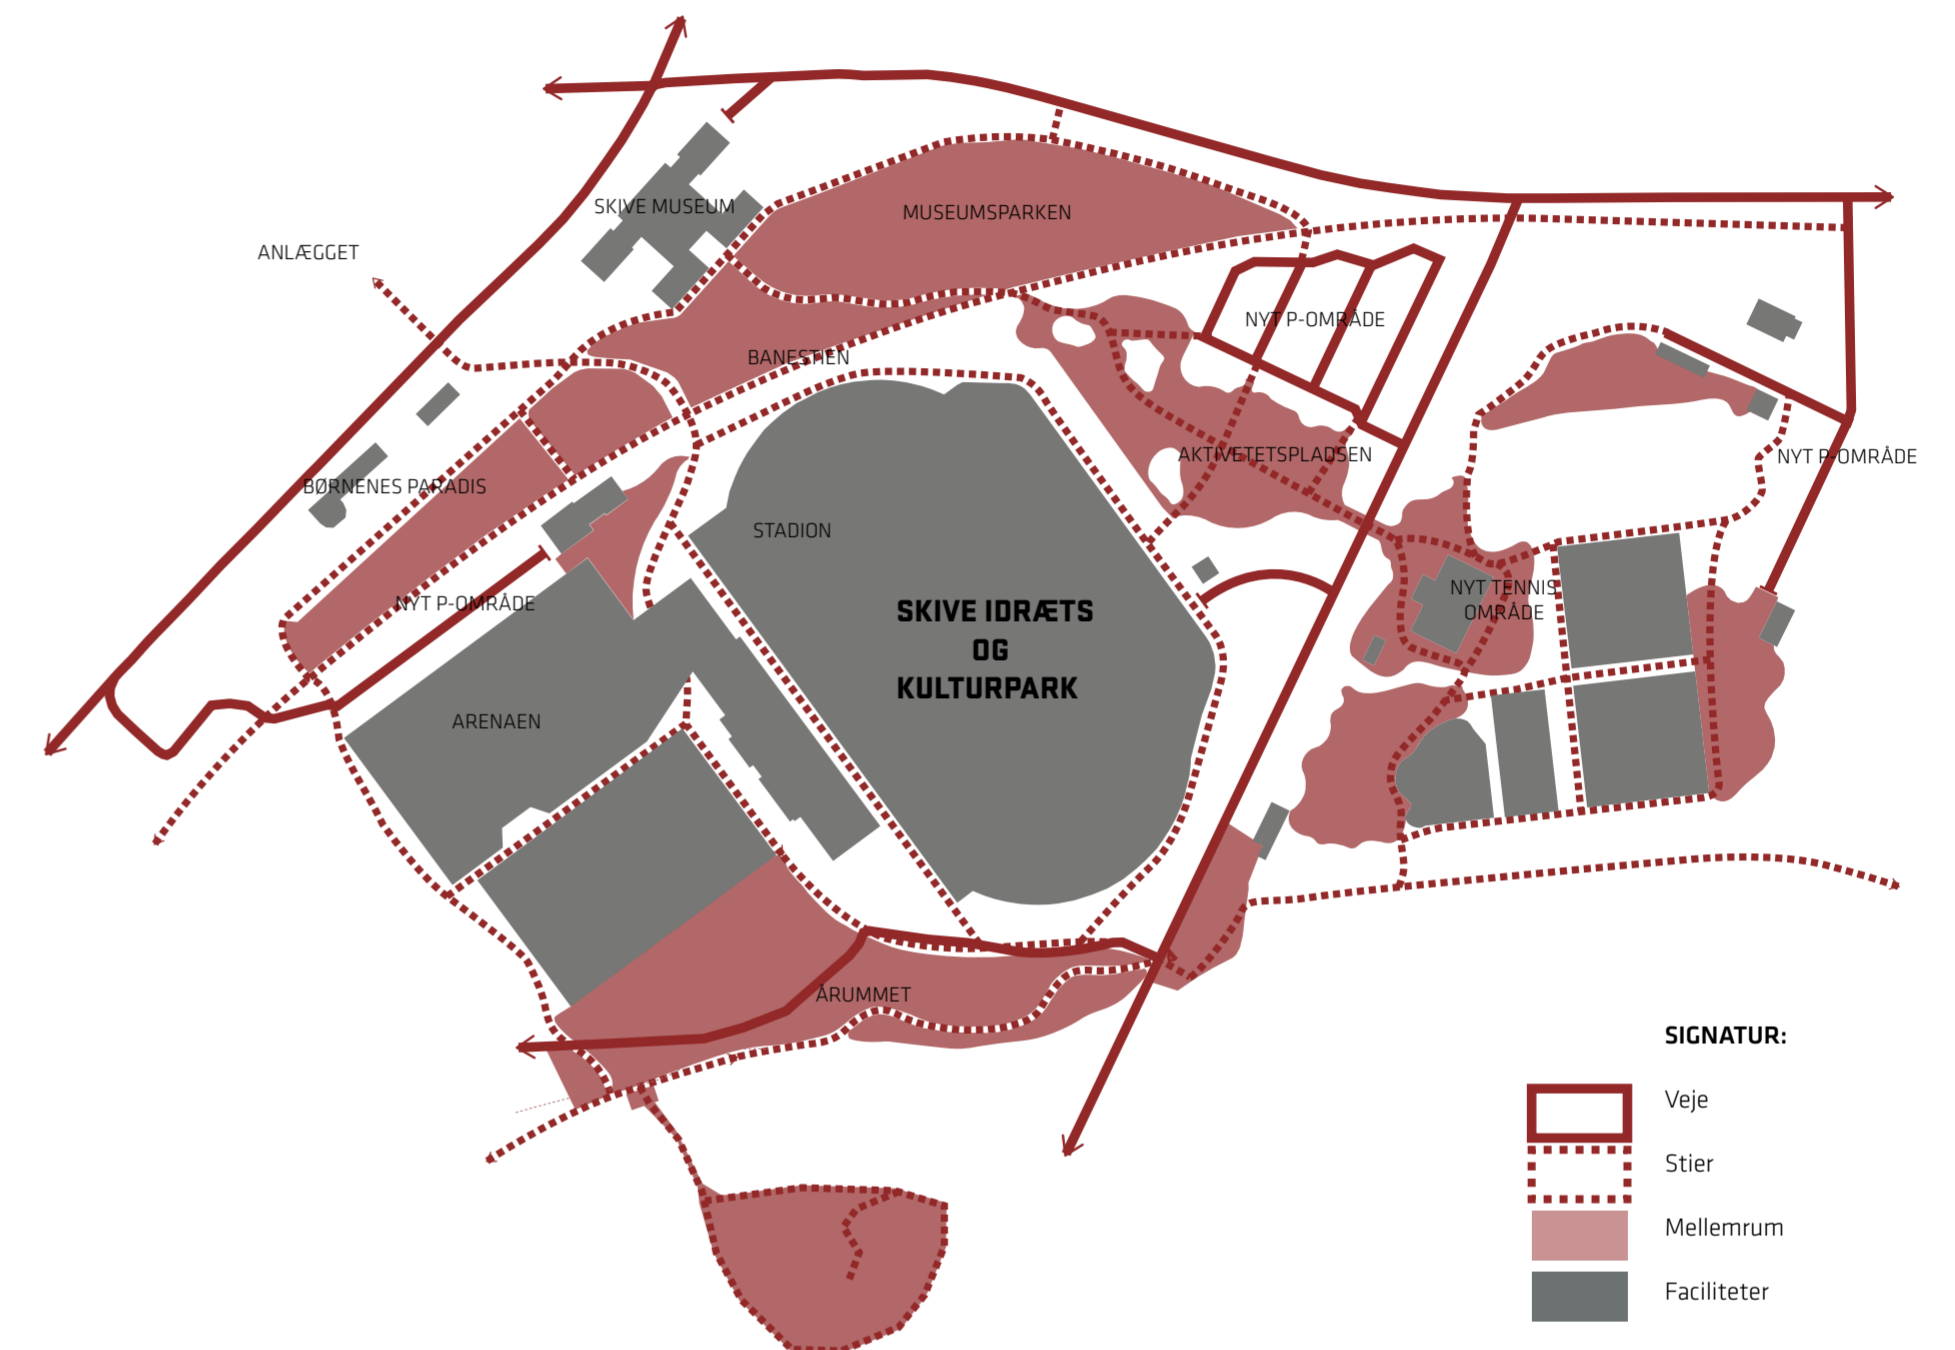 SKIVE MUSEUM
MUSEUMSPARKEN
ANLÆGGET
NYT P-OMRÅDE
BANESTIEN
AKTIVETETSPLADSEN
NYT P-OMRÅDE
BØRNENES PARADIS
STADION
NYT P-OMRÅDE
NYT TENNIS
OMRÅDE
SKIVE IDRÆTS
OG
KULTURPARK
ARENAEN
ÅRUMMET
SIGNATUR:
Veje
Stier
Mellemrum
Faciliteter